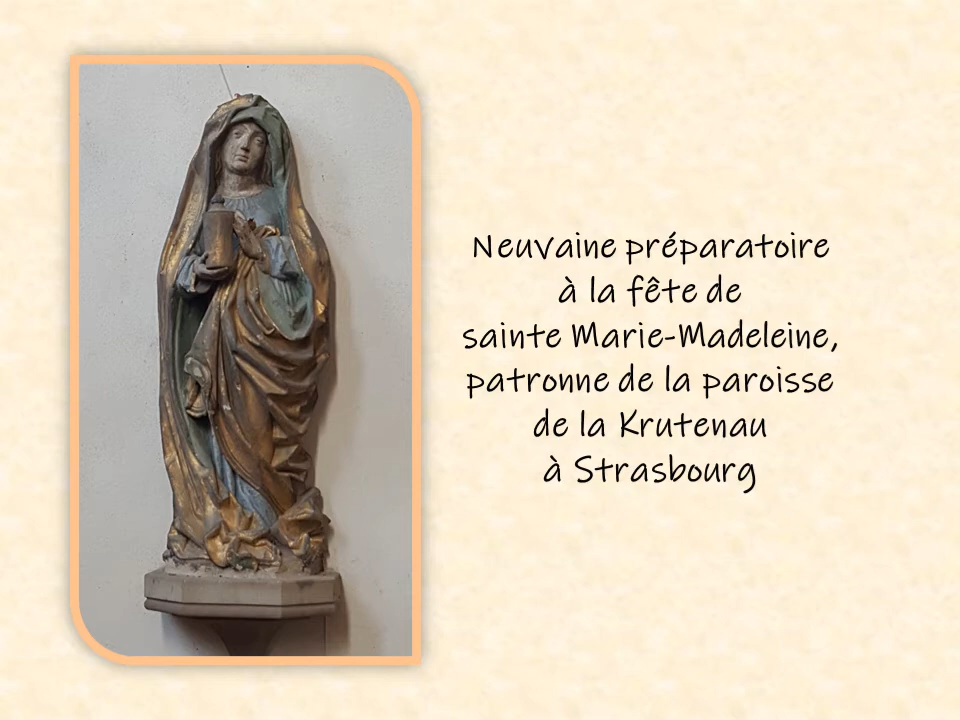 Neuvaine préparatoire
à la fête de
sainte Marie-Madeleine,
patronne de la paroisse
de la Krutenau
à Strasbourg